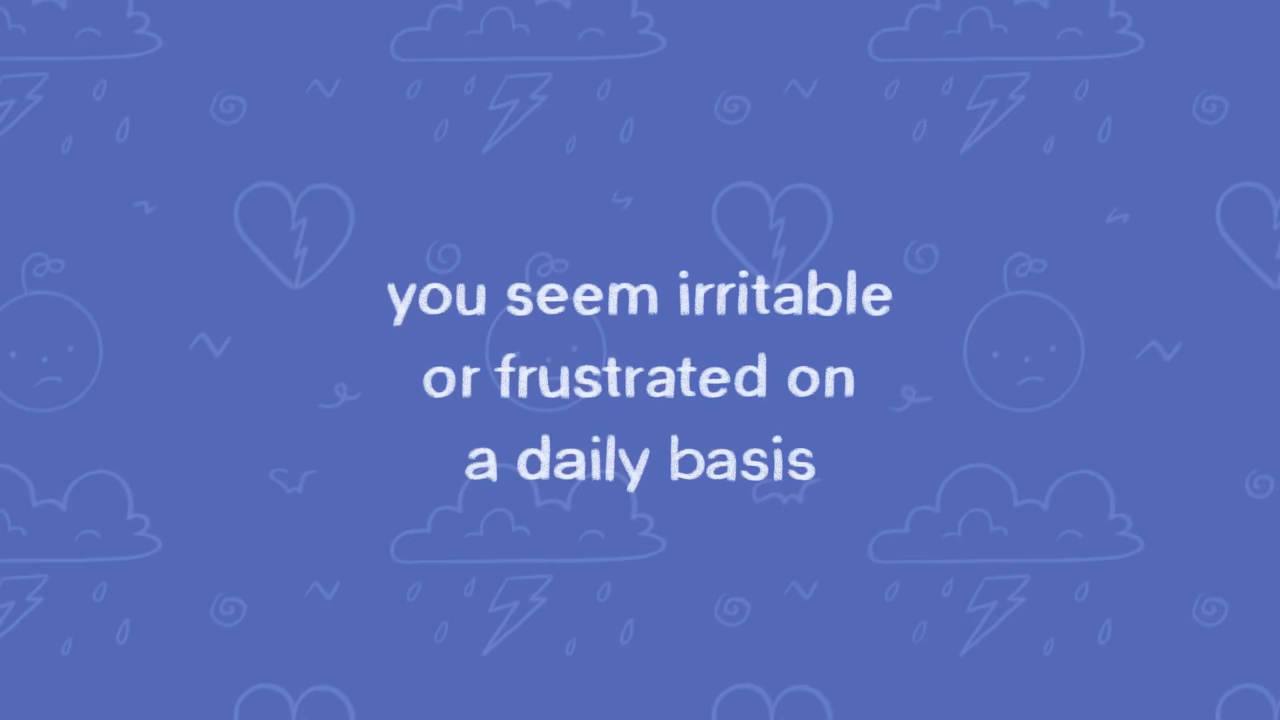 you seem irritable
or frustrated on
a daily basis